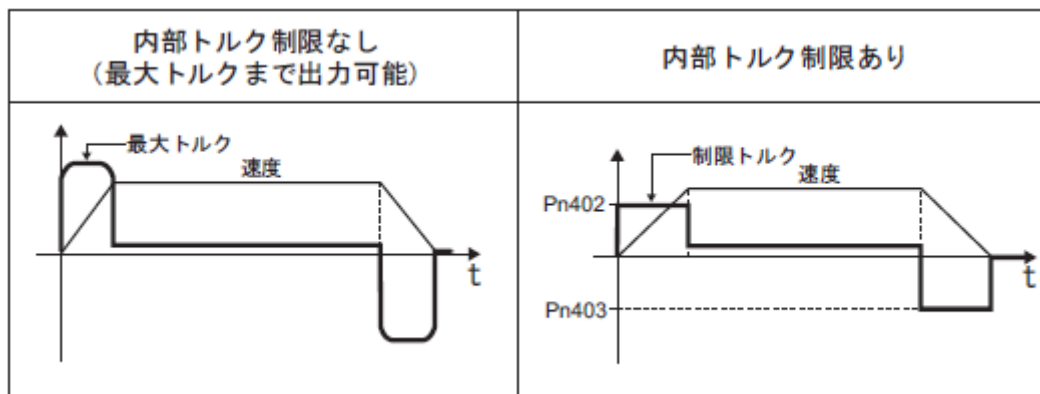 内部トルク制限なし
(最大トルクまで出力可能)
内部トルク制限あり
最大トルク
速度
t
制限トルク
速度
Pn402
t
Pn403